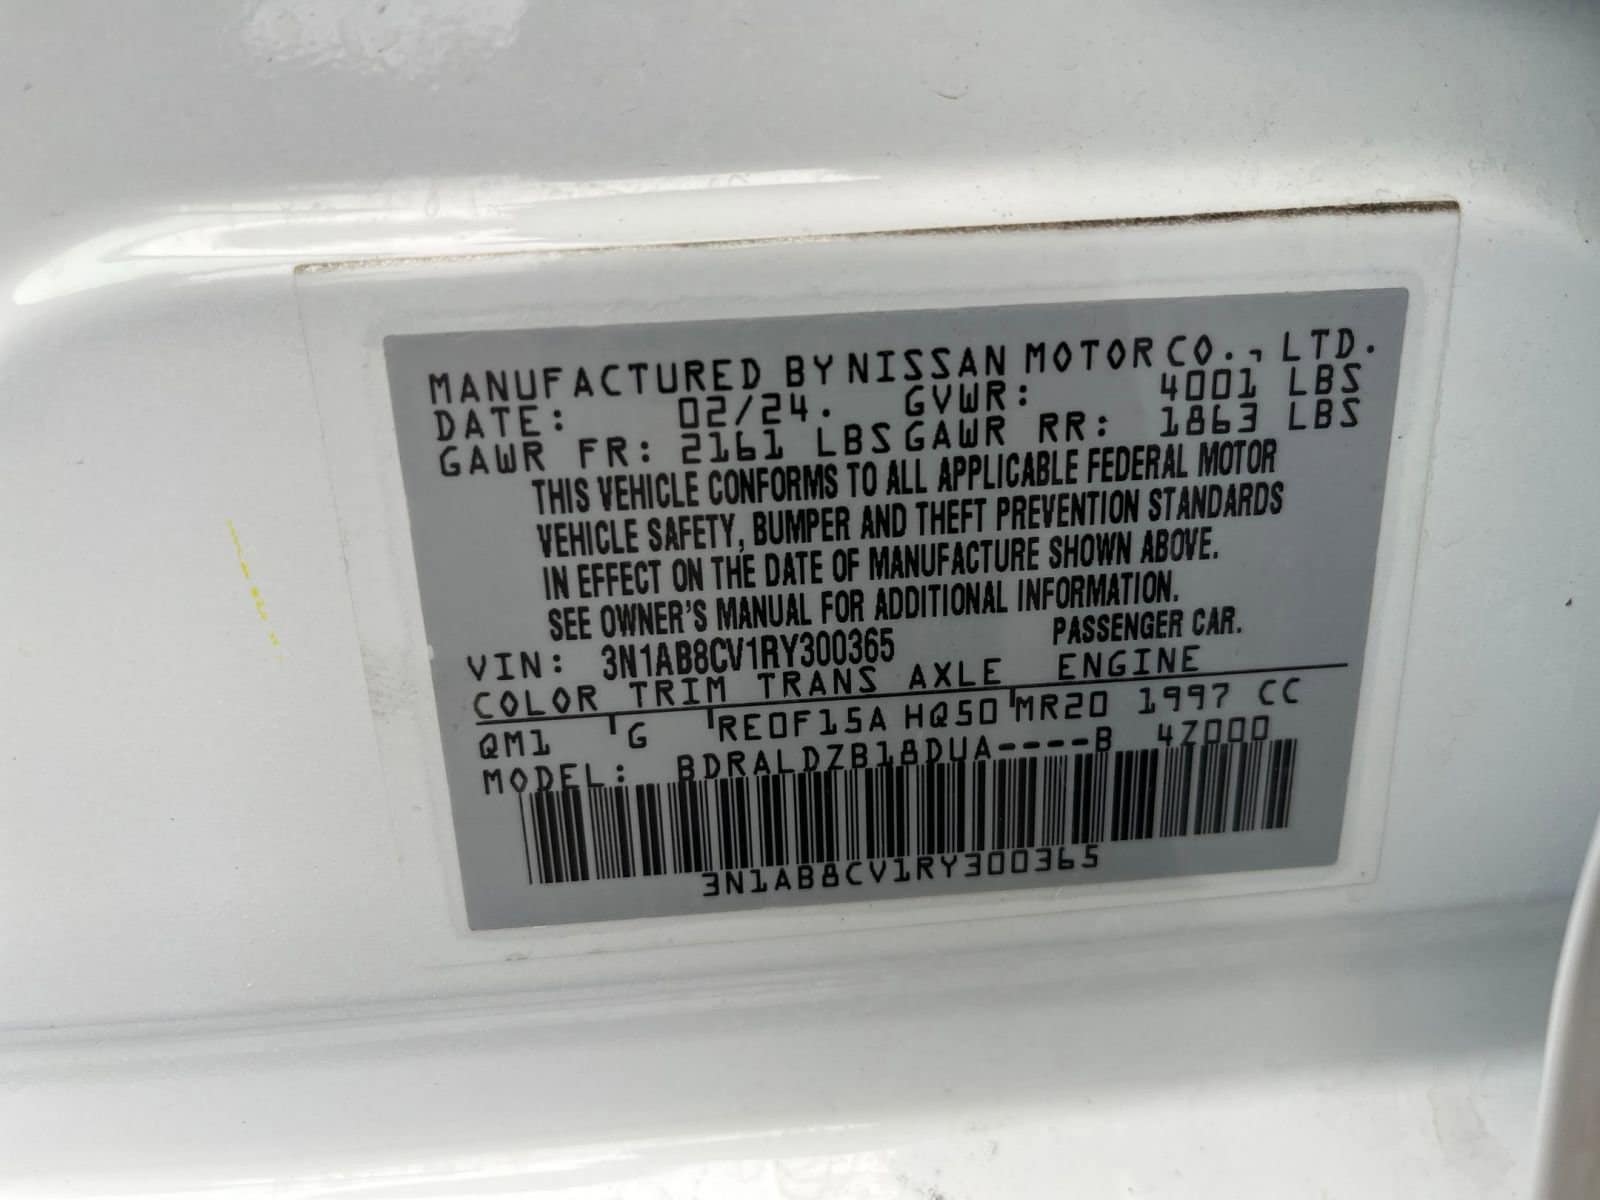 MANUFACTURED BY NISSAN MOTOR CO., LTD.
DATE: 02/24. GVWR: 4001 LBS
GAWR FR: 2161 LBS GAWR RR: 1863 LBS
THIS VEHICLE CONFORMS TO ALL APPLICABLE FEDERAL MOTOR
VEHICLE SAFETY, BUMPER AND THEFT PREVENTION STANDARDS
IN EFFECT ON THE DATE OF MANUFACTURE SHOWN ABOVE.
SEE OWNER'S MANUAL FOR ADDITIONAL INFORMATION.
PASSENGER CAR.
VIN: 3N1AB8CV1RY300365
COLOR TRIM TRANS AXLE ENGINE
QM1 G RE0F15A HQ50 MR20 1997 CC
MODEL: BDRALDZB18DUA----B 4Z000
3N1AB8CV1RY300365